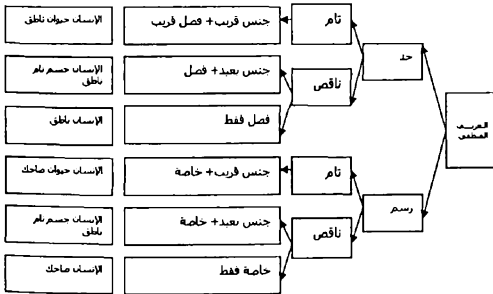 التعريف
المنطقي
حد
رسم
تام
ناقص
تام
ناقص
جنس قريب+ فصل قريب
جنس بعيد+ فصل
فصل فقط
جنس قريب+ خاصة
جنس بعيد+ خاصة
خاصة فقط
الإنسان حيوان ناطق
الإنسان جسم نام
ناطق
الإنسان ناطق
الإنسان حيوان ضاحك
الإنسان جسم نام
ناطق
الإنسان ضاحك